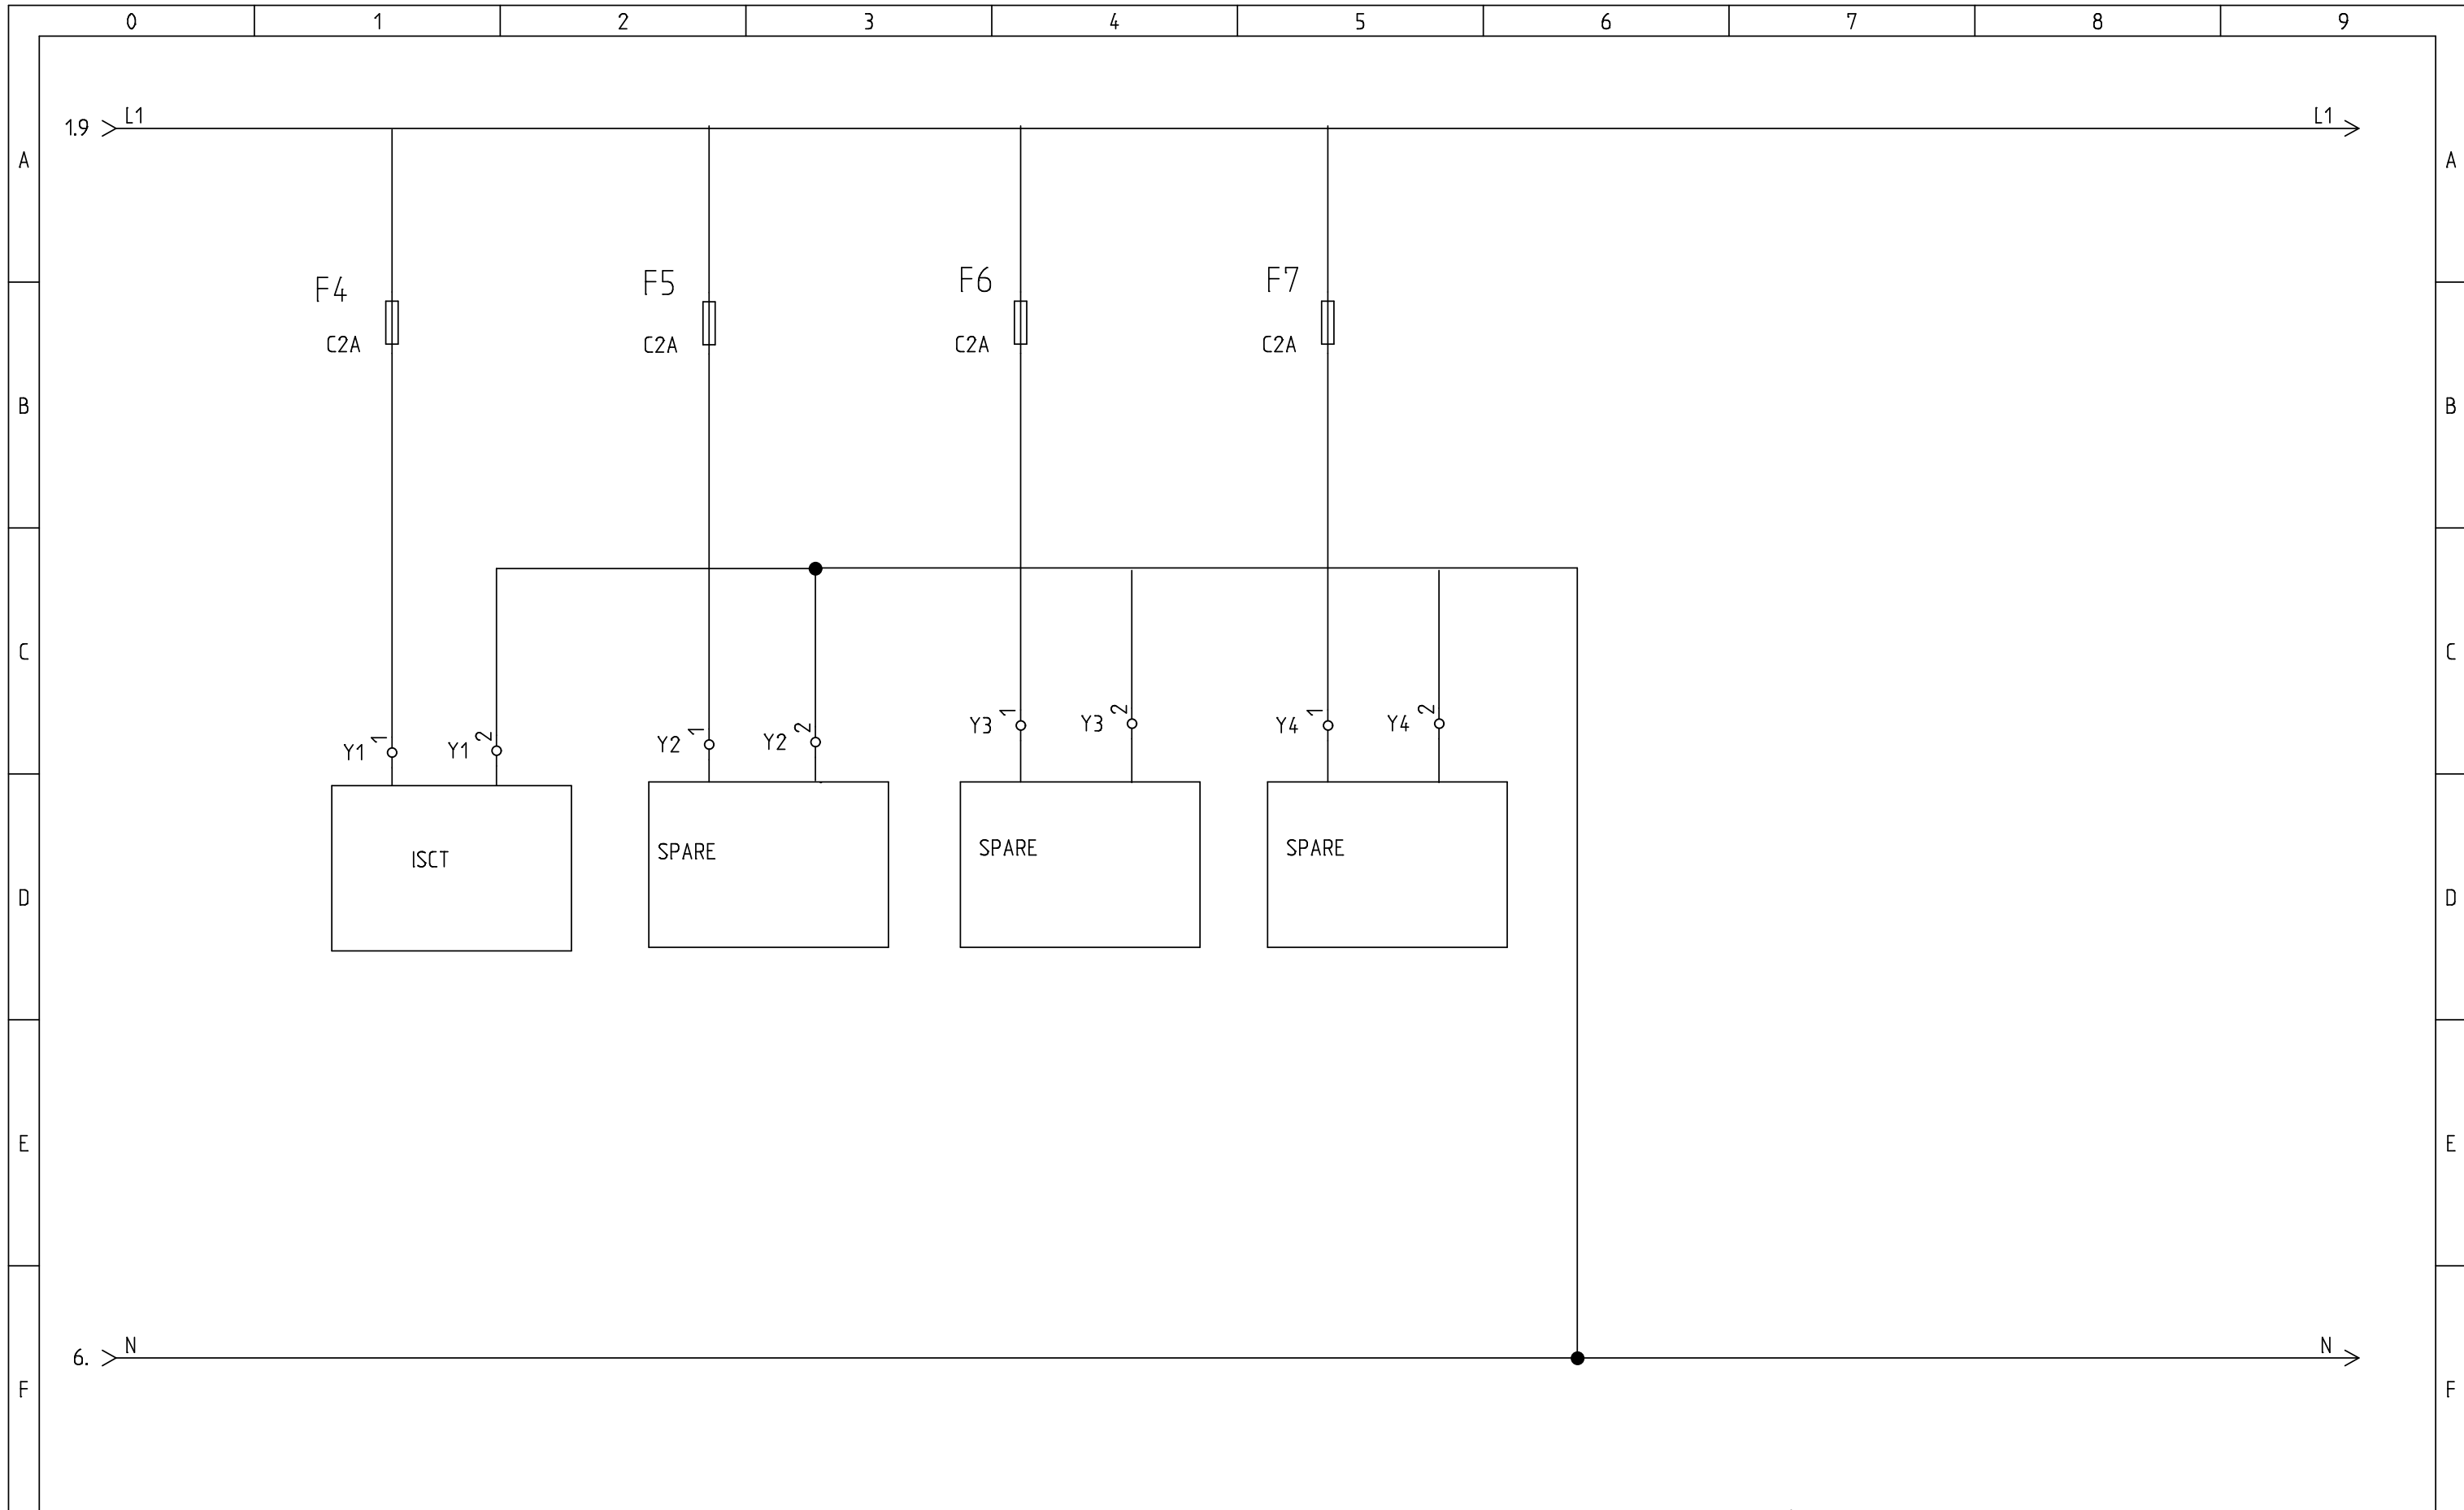 0 1 2 3 4 5 6 7 8 9
L1 L1
1.9
A A
F4 F5 F6 F7
C2A C2A C2A C2A
B B
C C
Y1 1 Y1 2 Y2 1 Y2 2 Y3 1 Y3 2 Y4 1 Y4 2
ISCT SPARE SPARE SPARE
D D
E E
N N
6.
F F